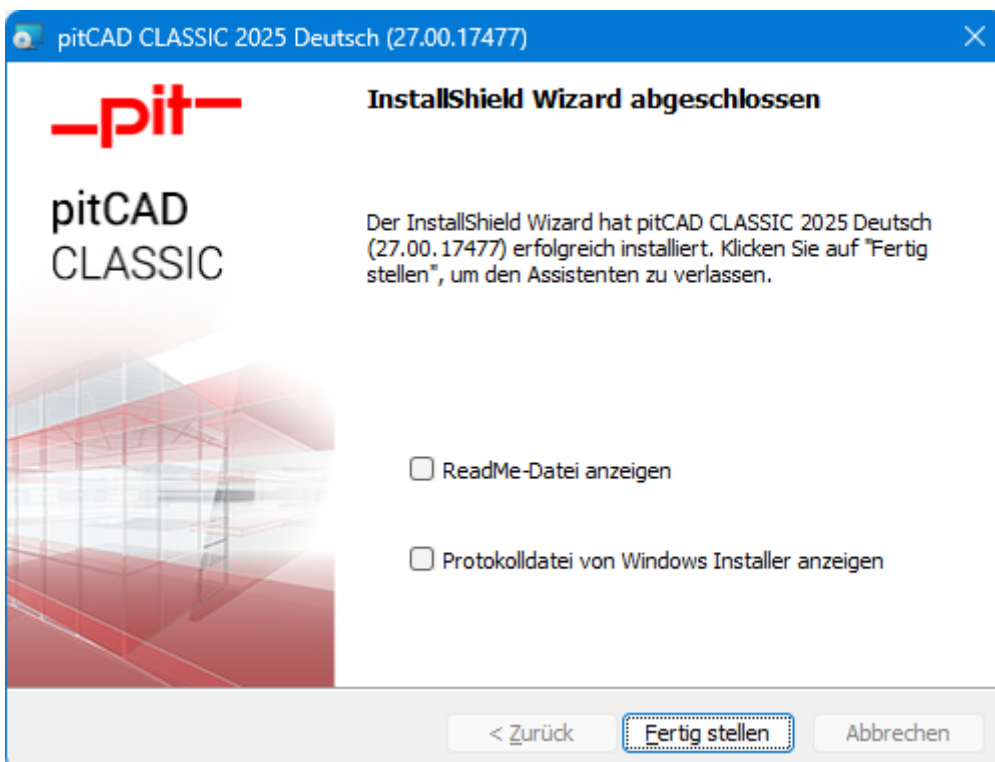 pitCAD CLASSIC 2025 Deutsch (27.00.17477)
pit
pitCAD
CLASSIC
InstallShield Wizard abgeschlossen
Der InstallShield Wizard hat pitCAD CLASSIC 2025 Deutsch
(27.00.17477) erfolgreich installiert. Klicken Sie auf "Fertig
stellen", um den Assistenten zu verlassen.
ReadMe-Datei anzeigen
Protokolldatei von Windows Installer anzeigen
< Zurück
Fertig stellen
Abbrechen